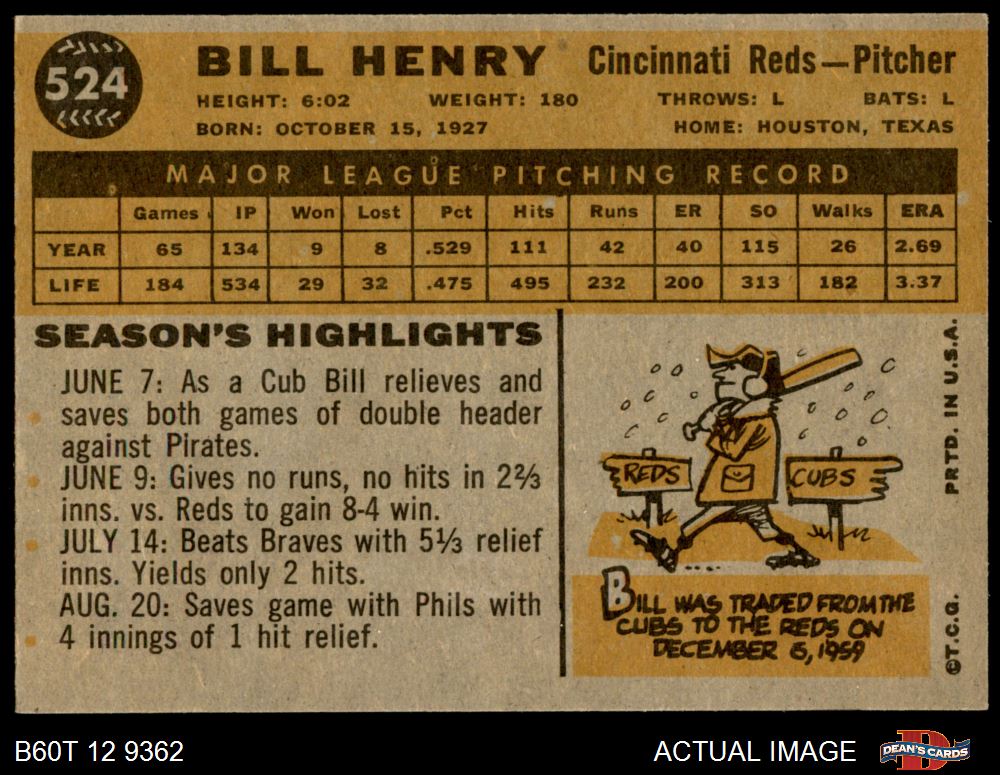 524
BILL HENRY Cincinnati Reds—Pitcher
HEIGHT: 6:02 WEIGHT: 180 THROWS: L BATS: L
BORN: OCTOBER 15, 1927 HOME: HOUSTON, TEXAS
MAJOR LEAGUE PITCHING RECORD
Games IP Won Lost Pct Hits Runs ER SO Walks ERA
YEAR 65 134 9 8 .529 111 42 40 115 26 2.69
LIFE 184 534 29 32 .475 495 232 200 313 182 3.37
SEASON'S HIGHLIGHTS
JUNE 7: As a Cub Bill relieves and
saves both games of double header
against Pirates.
JUNE 9: Gives no runs, no hits in 2⅔
inns. vs. Reds to gain 8-4 win.
JULY 14: Beats Braves with 5⅓ relief
inns. Yields only 2 hits.
AUG. 20: Saves game with Phils with
4 innings of 1 hit relief.
REDS
CUBS
BILL WAS TRADED FROM THE
CUBS TO THE REDS ON
DECEMBER 6, 1959
PRTD. IN U.S.A.
©T.C.G.
B60T 12 9362
ACTUAL IMAGE
DEAN'S CARDS